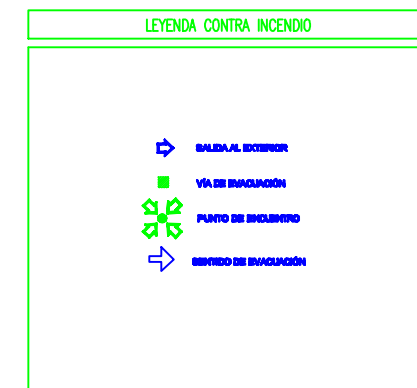 LEYENDA CONTRA INCENDIO
SALIDA AL EXTERIOR
VÍA DE EVACUACIÓN
PUNTO DE ENCUENTRO
SENTIDO DE EVACUACIÓN